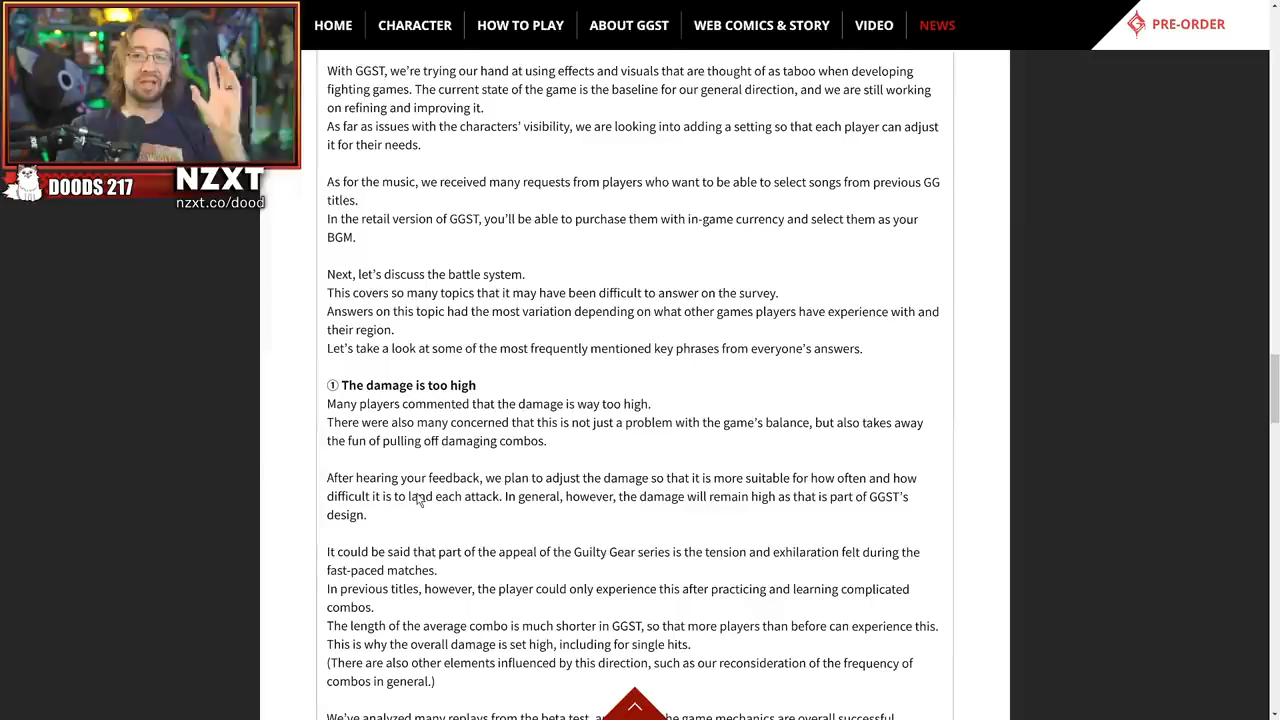 HOME
CHARACTER
HOW TO PLAY
ABOUT GGST
WEB COMICS & STORY
VIDEO
NEWS
PRE-ORDER
DOODS 217
NZXT
nzxt.co/dood
With GGST, we're trying our hand at using effects and visuals that are thought of as taboo when developing
fighting games. The current state of the game is the baseline for our general direction, and we are still working
on refining and improving it.
As far as issues with the characters' visibility, we are looking into adding a setting so that each player can adjust
it for their needs.
As for the music, we received many requests from players who want to be able to select songs from previous GG
titles.
In the retail version of GGST, you'll be able to purchase them with in-game currency and select them as your
BGM.
Next, let's discuss the battle system.
This covers so many topics that it may have been difficult to answer on the survey.
Answers on this topic had the most variation depending on what other games players have experience with and
their region.
Let's take a look at some of the most frequently mentioned key phrases from everyone's answers.
① The damage is too high
Many players commented that the damage is way too high.
There were also many concerned that this is not just a problem with the game's balance, but also takes away
the fun of pulling off damaging combos.
After hearing your feedback, we plan to adjust the damage so that it is more suitable for how often and how
difficult it is to land each attack. In general, however, the damage will remain high as that is part of GGST's
design.
It could be said that part of the appeal of the Guilty Gear series is the tension and exhilaration felt during the
fast-paced matches.
In previous titles, however, the player could only experience this after practicing and learning complicated
combos.
The length of the average combo is much shorter in GGST, so that more players than before can experience this.
This is why the overall damage is set high, including for single hits.
(There are also other elements influenced by this direction, such as our reconsideration of the frequency of
combos in general.)
We've analyzed many replays from the beta test, the game mechanics are overall successful